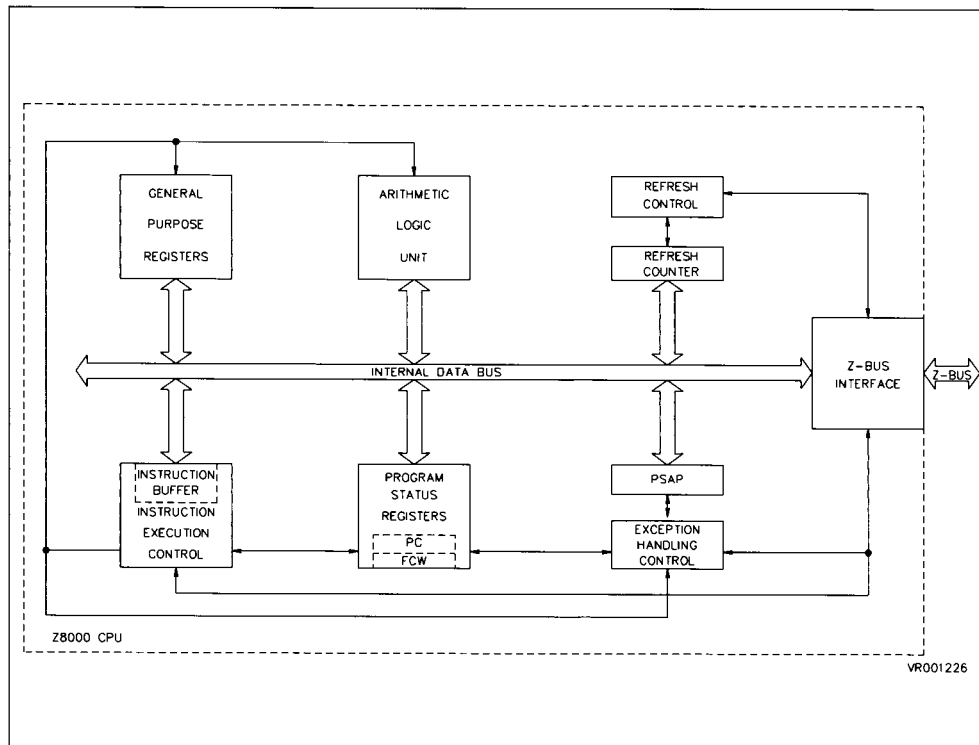 GENERAL
PURPOSE
REGISTERS
ARITHMETIC
LOGIC
UNIT
REFRESH
CONTROL
REFRESH
COUNTER
INTERNAL DATA BUS
Z-BUS
INTERFACE
Z-BUS
INSTRUCTION
BUFFER
INSTRUCTION
EXECUTION
CONTROL
PROGRAM
STATUS
REGISTERS
PC
FCW
PSAP
EXCEPTION
HANDLING
CONTROL
Z8000 CPU
VR001226